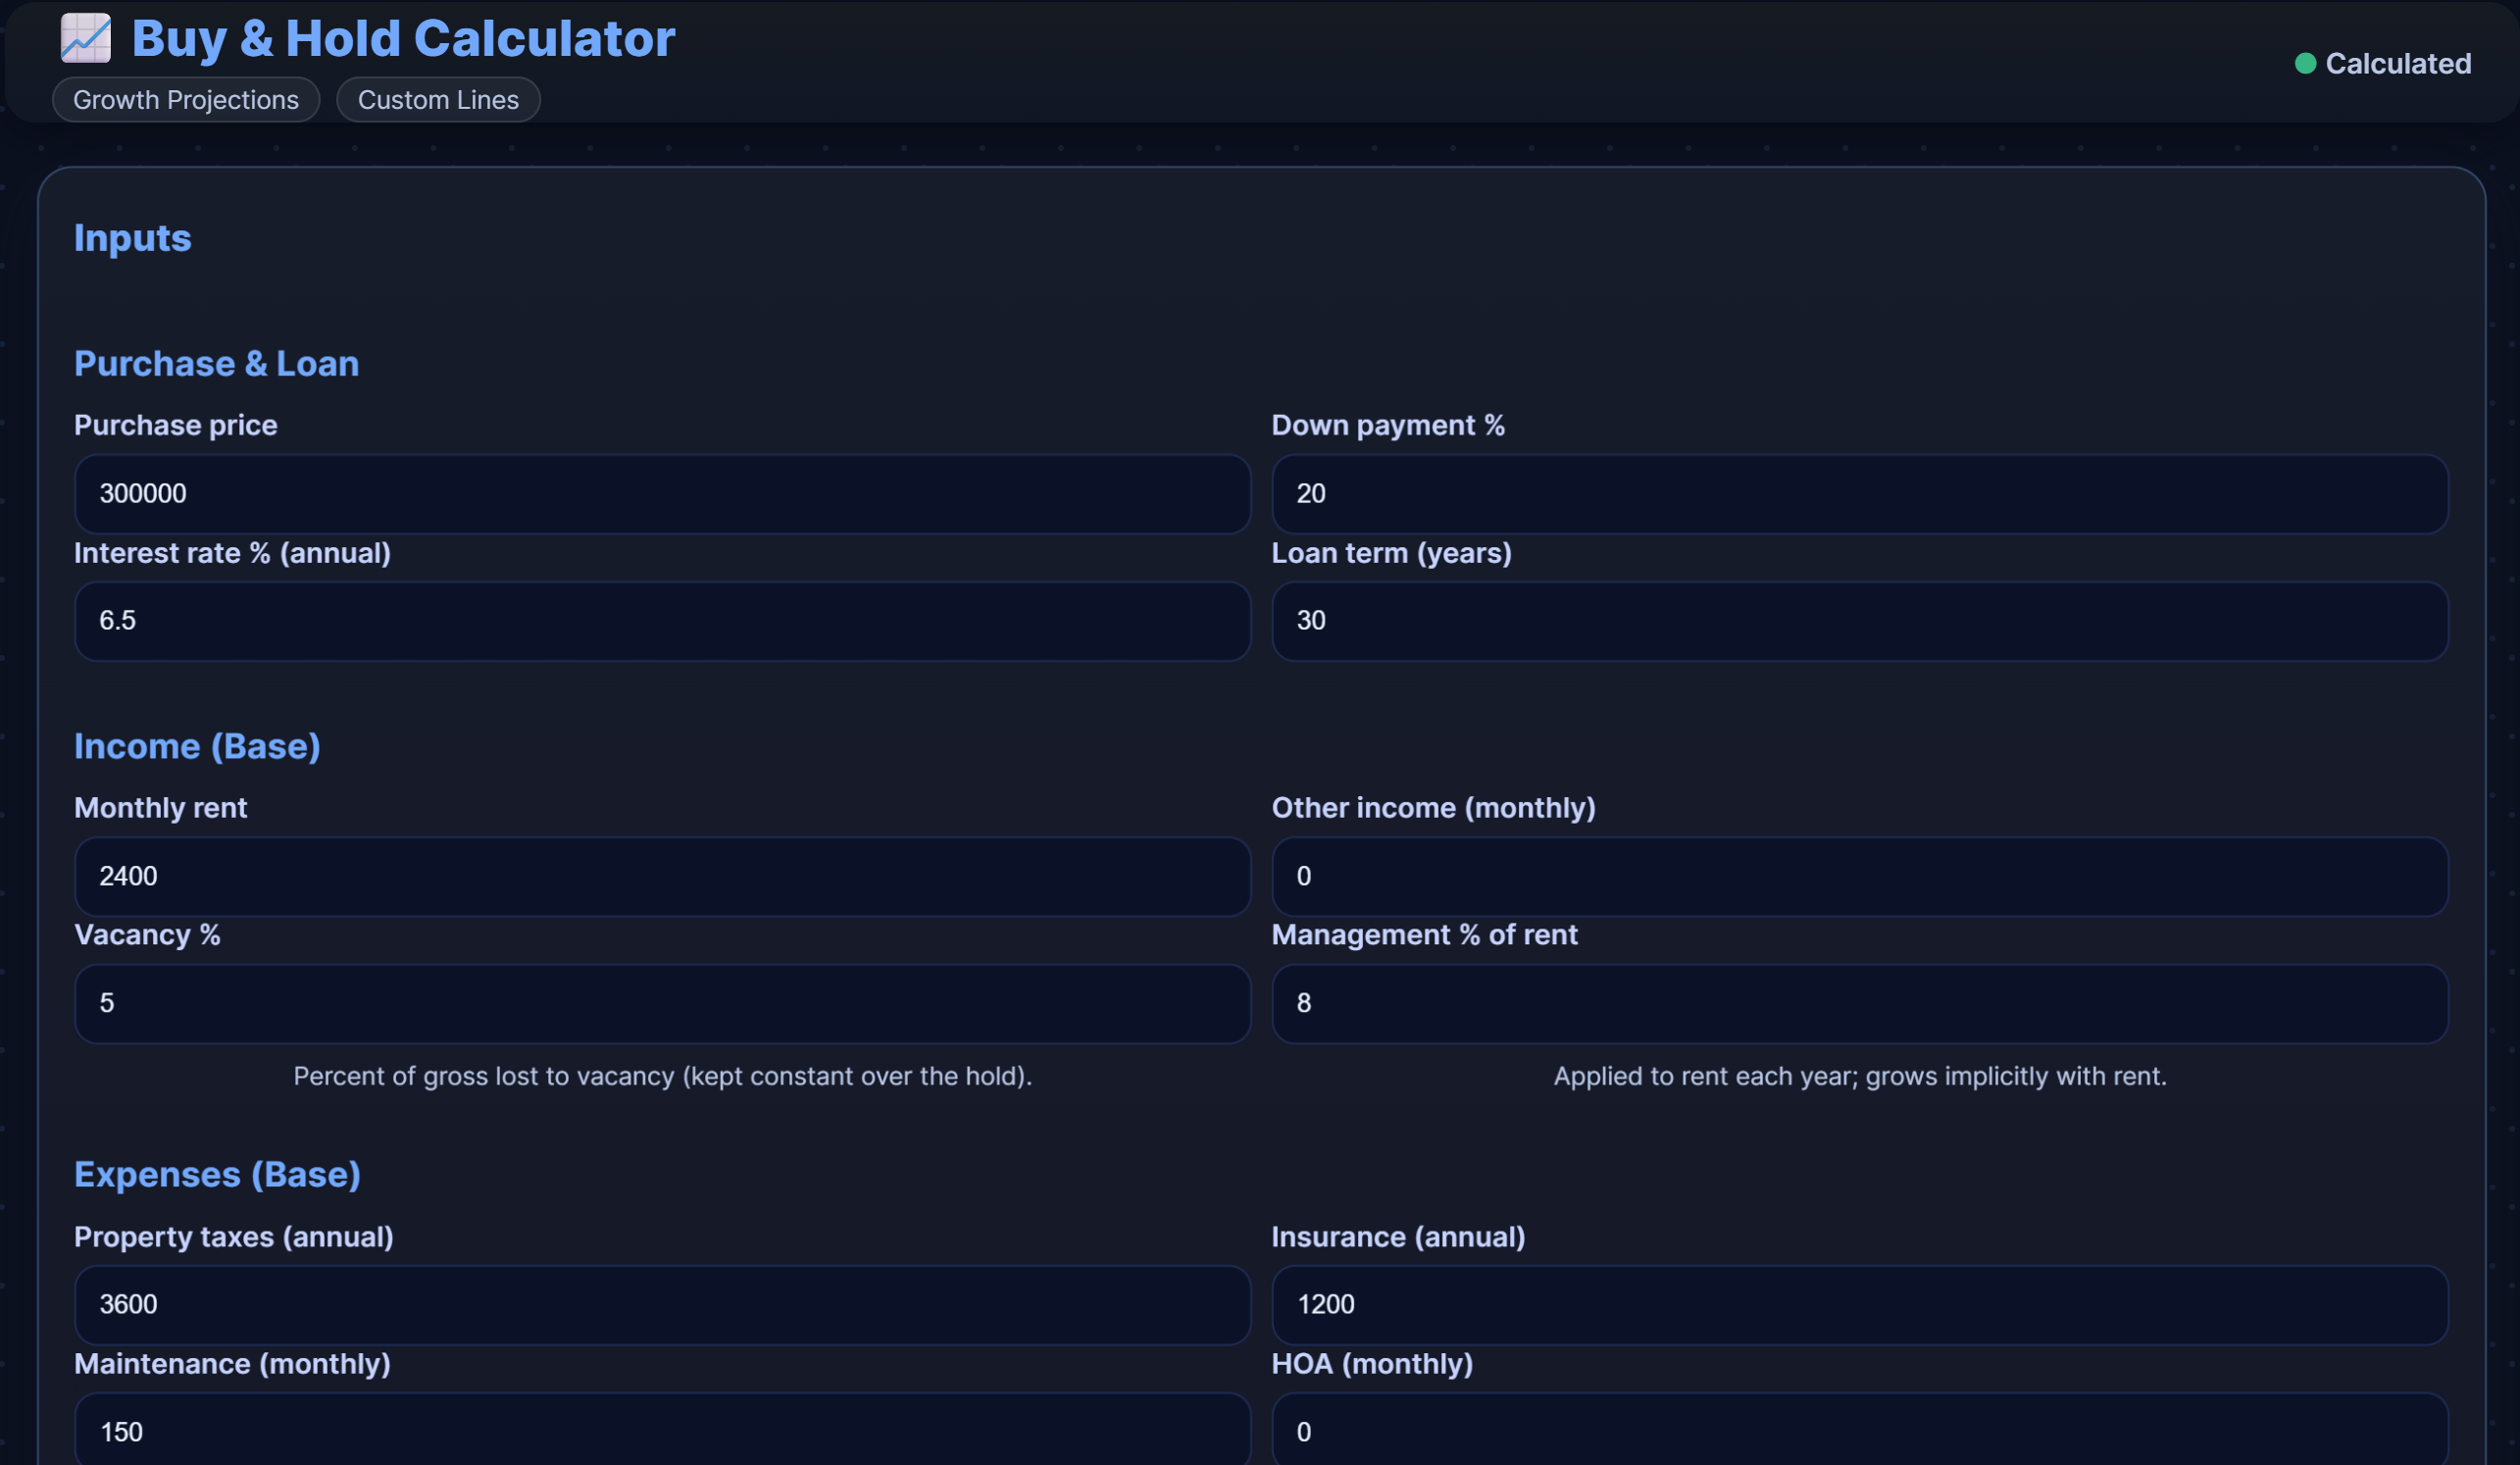 Buy & Hold Calculator
Growth Projections Custom Lines
Calculated
Inputs
Purchase & Loan
Purchase price Down payment %
300000 20
Interest rate % (annual) Loan term (years)
6.5 30
Income (Base)
Monthly rent Other income (monthly)
2400 0
Vacancy % Management % of rent
5 8
Percent of gross lost to vacancy (kept constant over the hold). Applied to rent each year; grows implicitly with rent.
Expenses (Base)
Property taxes (annual) Insurance (annual)
3600 1200
Maintenance (monthly) HOA (monthly)
150 0